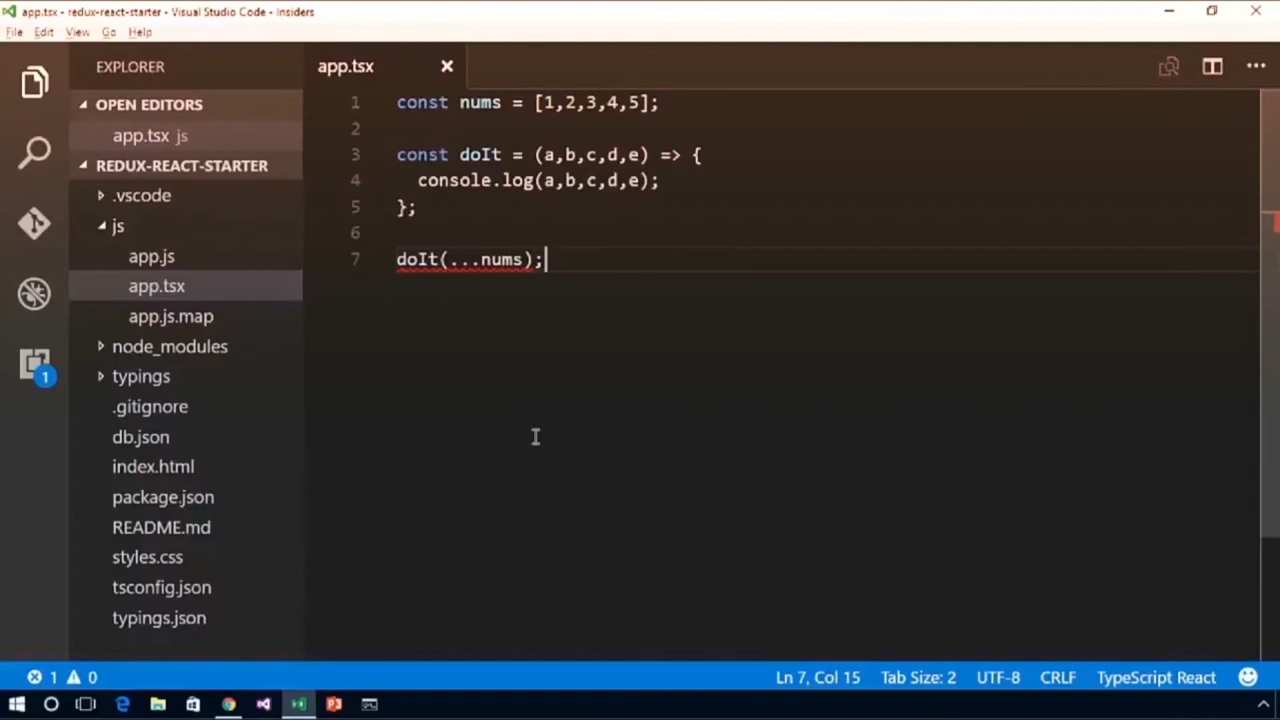 app.tsx - redux-react-starter - Visual Studio Code - Insiders
File Edit View Go Help
EXPLORER
OPEN EDITORS
app.tsx js
REDUX-REACT-STARTER
.vscode
js
app.js
app.tsx
app.js.map
node_modules
typings
.gitignore
db.json
index.html
package.json
README.md
styles.css
tsconfig.json
typings.json
1
app.tsx
1 const nums = [1,2,3,4,5];
2
3 const doIt = (a,b,c,d,e) => {
4 console.log(a,b,c,d,e);
5 };
6
7 doIt(...nums);
1 0
Ln 7, Col 15 Tab Size: 2 UTF-8 CRLF TypeScript React